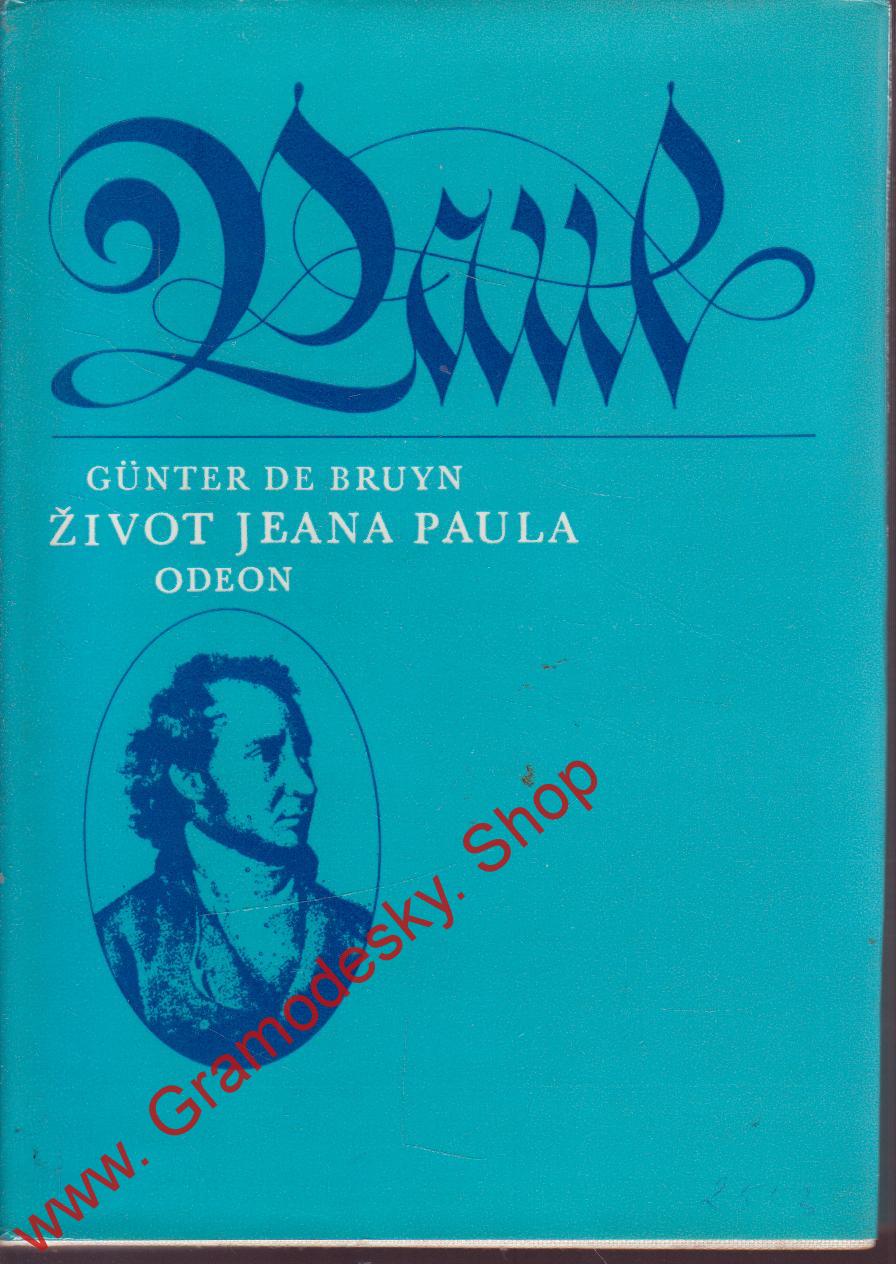 Paul
GÜNTER DE BRUYN
ŽIVOT JEANA PAULA
ODEON
www. Gramodesky. Shop